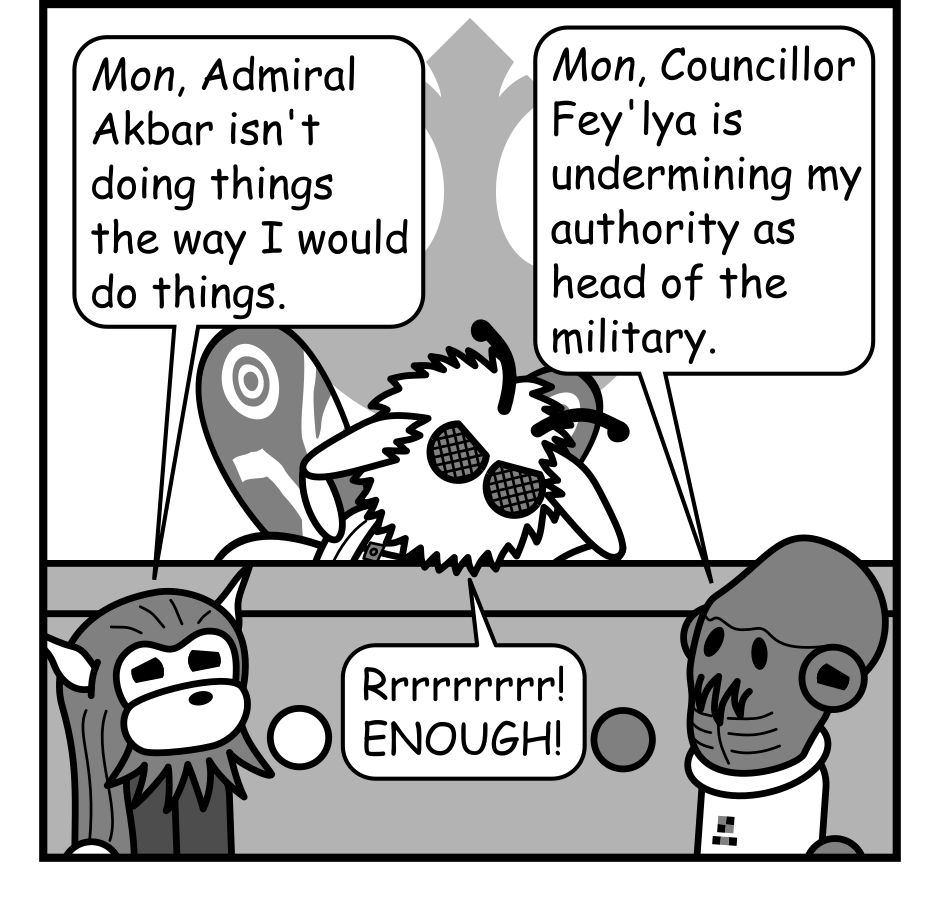 Mon, Admiral
Akbar isn't
doing things
the way I would
do things.
Mon, Councillor
Fey'lya is
undermining my
authority as
head of the
military.
Rrrrrrrrr!
ENOUGH!